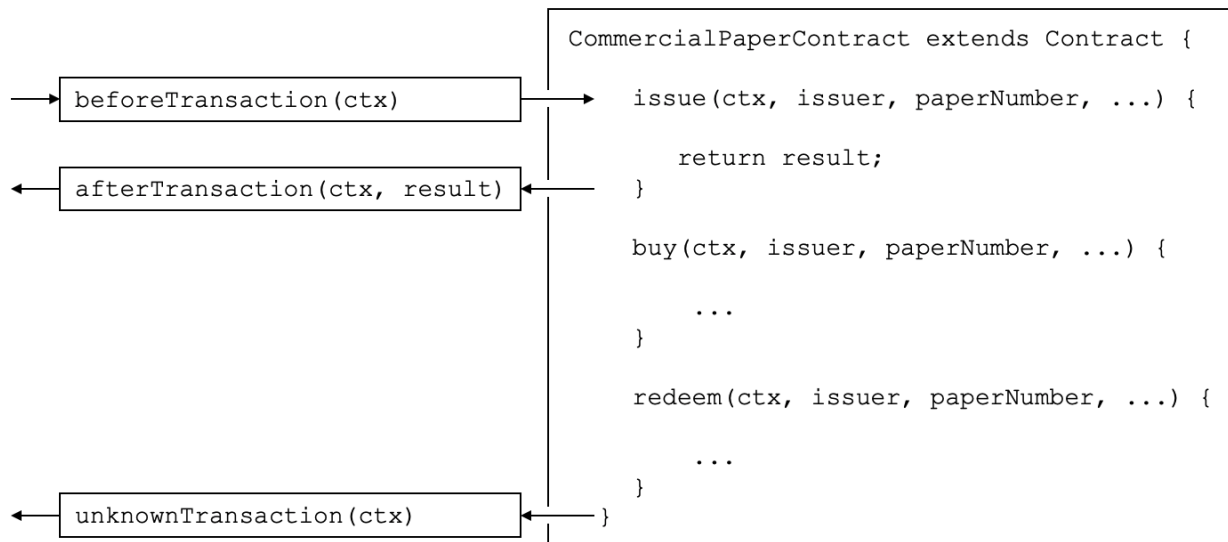 CommercialPaperContract extends Contract {
beforeTransaction(ctx)
issue(ctx, issuer, paperNumber, ...) {
return result;
afterTransaction(ctx, result)
}
buy(ctx, issuer, paperNumber, ...) {
...
}
redeem(ctx, issuer, paperNumber, ...) {
...
}
unknownTransaction(ctx)
}